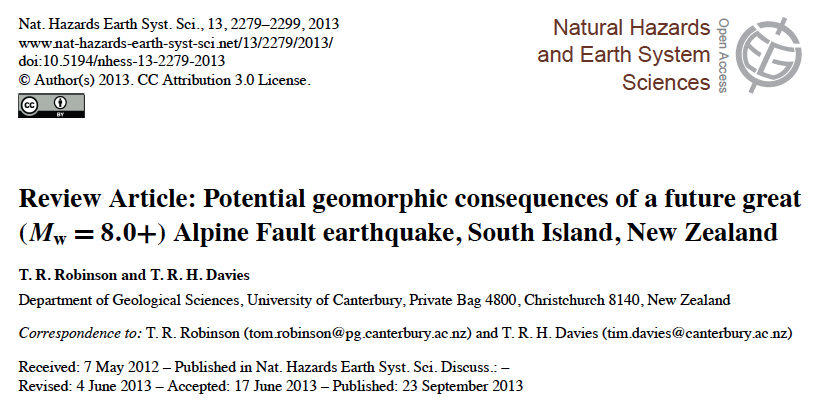 Nat. Hazards Earth Syst. Sci., 13, 2279–2299, 2013
www.nat-hazards-earth-syst-sci.net/13/2279/2013/
doi:10.5194/nhess-13-2279-2013
© Author(s) 2013. CC Attribution 3.0 License.
cc BY
Natural Hazards
and Earth System
Sciences
Open Access
EGU
Review Article: Potential geomorphic consequences of a future great
(Mw = 8.0+) Alpine Fault earthquake, South Island, New Zealand
T. R. Robinson and T. R. H. Davies
Department of Geological Sciences, University of Canterbury, Private Bag 4800, Christchurch 8140, New Zealand
Correspondence to: T. R. Robinson (tom.robinson@pg.canterbury.ac.nz) and T. R. H. Davies (tim.davies@canterbury.ac.nz)
Received: 7 May 2012 – Published in Nat. Hazards Earth Syst. Sci. Discuss.: –
Revised: 4 June 2013 – Accepted: 17 June 2013 – Published: 23 September 2013